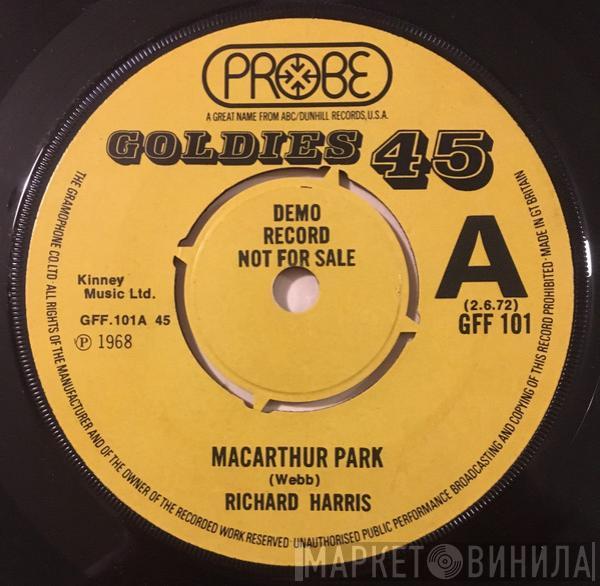 PROBE
A GREAT NAME FROM ABC/DUNHILL RECORDS, U.S.A.
GOLDIES 45
DEMO
RECORD
NOT FOR SALE
A
(2.6.72)
GFF 101
Kinney
Music Ltd.
GFF.101A 45
℗ 1968
MACARTHUR PARK
(Webb)
RICHARD HARRIS
THE GRAMOPHONE CO. LTD· ALL RIGHTS OF THE MANUFACTURER AND OF THE OWNER OF THE RECORDED WORK RESERVED· UNAUTHORISED PUBLIC PERFORMANCE BROADCASTING AND COPYING OF THIS RECORD PROHIBITED· MADE IN GT BRITAIN
МАРКЕТ ВИНИЛА